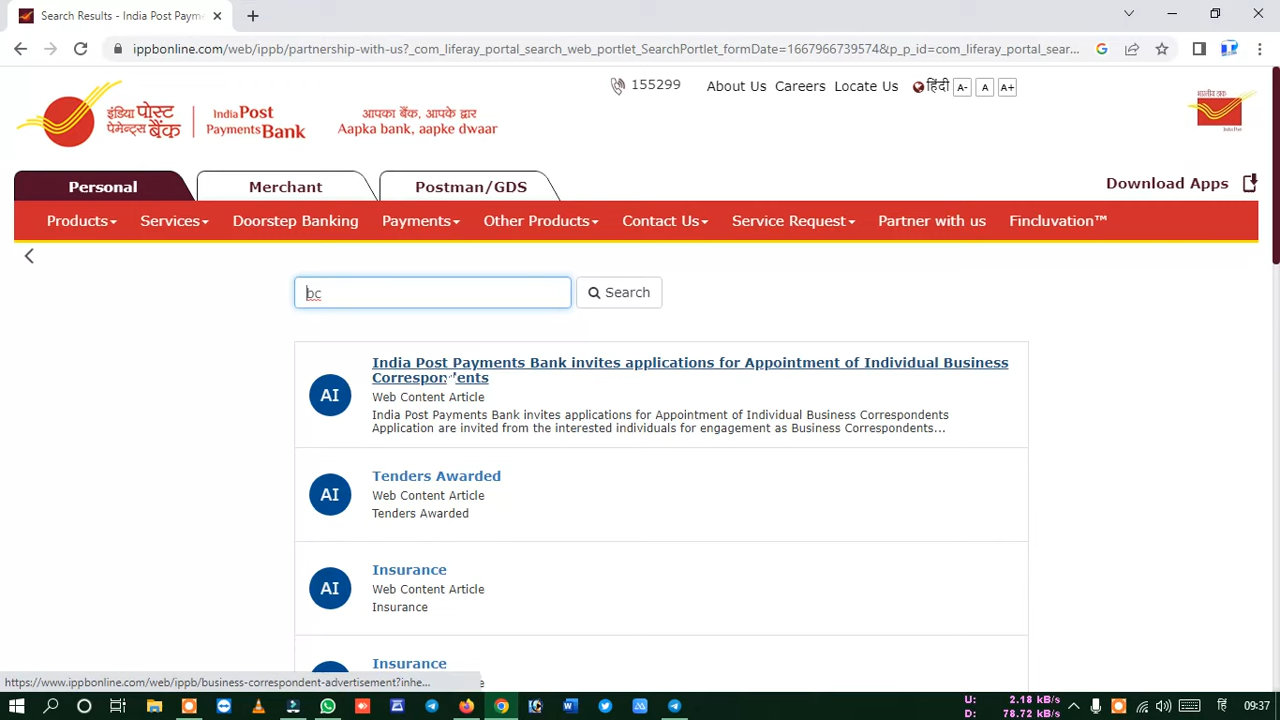 Search Results - India Post Paym
ippbonline.com/web/ippb/partnership-with-us?_com_liferay_portal_search_web_portlet_SearchPortlet_formDate=1667966739574&p_p_id=com_liferay_portal_sear...
155299 About Us Careers Locate Us हिंदी A- A A+
इंडिया पोस्ट
पेमेन्ट्स बैंक
India Post
Payments Bank
आपका बैंक, आपके द्वार
Aapka bank, aapke dwaar
India Post
Personal Merchant Postman/GDS Download Apps
Products Services Doorstep Banking Payments Other Products Contact Us Service Request Partner with us Fincluvation™
bc Search
AI
India Post Payments Bank invites applications for Appointment of Individual Business
Correspondents
Web Content Article
India Post Payments Bank invites applications for Appointment of Individual Business Correspondents
Application are invited from the interested individuals for engagement as Business Correspondents...
AI
Tenders Awarded
Web Content Article
Tenders Awarded
AI
Insurance
Web Content Article
Insurance
Insurance
https://www.ippbonline.com/web/ippb/business-correspondent-advertisement?inhe...
U: 2.18 kB/s
D: 78.72 kB/s
हि 09:37